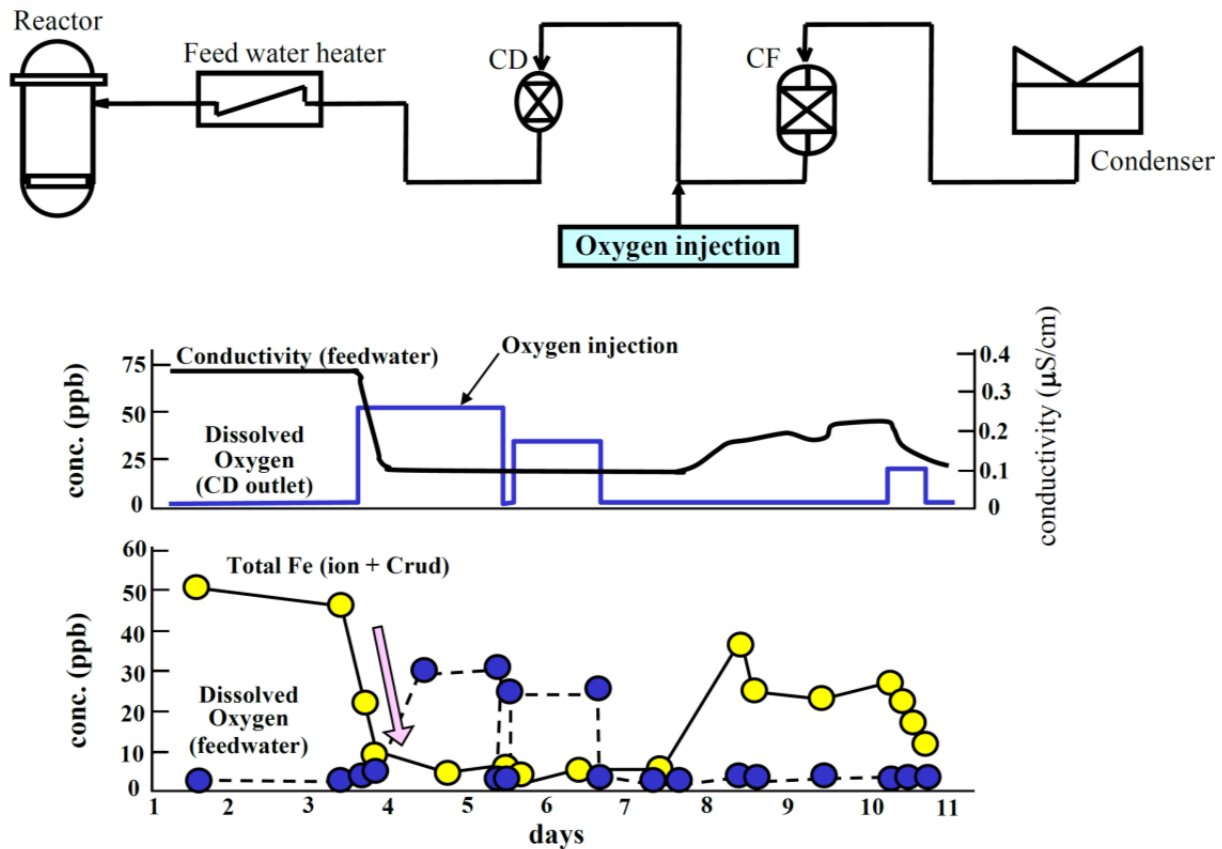 Reactor
Feed water heater
CD
CF
Condenser
Oxygen injection
Conductivity (feedwater)
Oxygen injection
Dissolved
Oxygen
(CD outlet)
conc. (ppb)
75
50
25
0
0.4
0.3
0.2
0.1
0
conductivity (µS/cm)
Total Fe (ion + Crud)
Dissolved
Oxygen
(feedwater)
conc. (ppb)
60
50
40
30
20
10
0
1 2 3 4 5 6 7 8 9 10 11
days